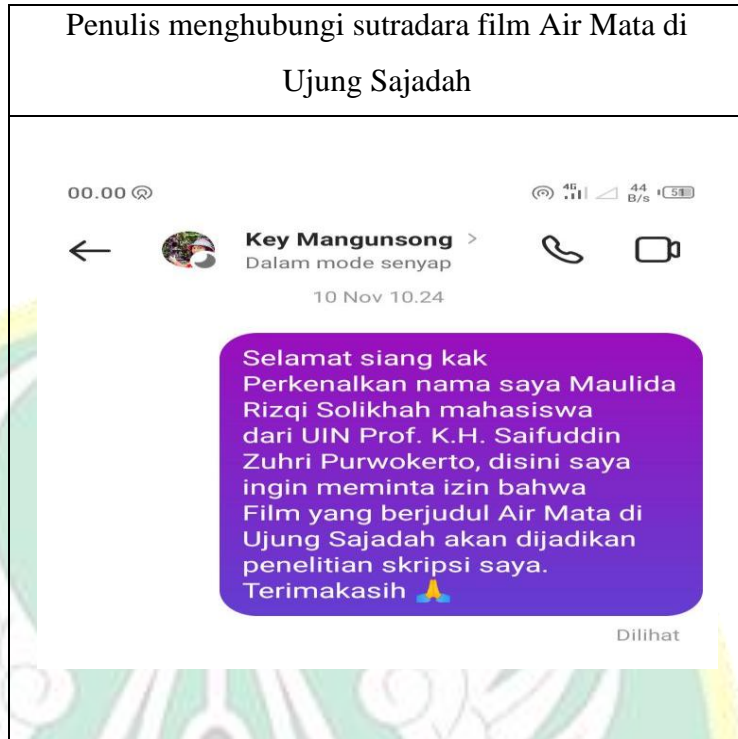 Penulis menghubungi sutradara film Air Mata di
Ujung Sajadah
00.00 4G 44 B/s 51
Key Mangunsong >
Dalam mode senyap
10 Nov 10.24
Selamat siang kak
Perkenalkan nama saya Maulida
Rizqi Solikhah mahasiswa
dari UIN Prof. K.H. Saifuddin
Zuhri Purwokerto, disini saya
ingin meminta izin bahwa
Film yang berjudul Air Mata di
Ujung Sajadah akan dijadikan
penelitian skripsi saya.
Terimakasih 🙏
Dilihat